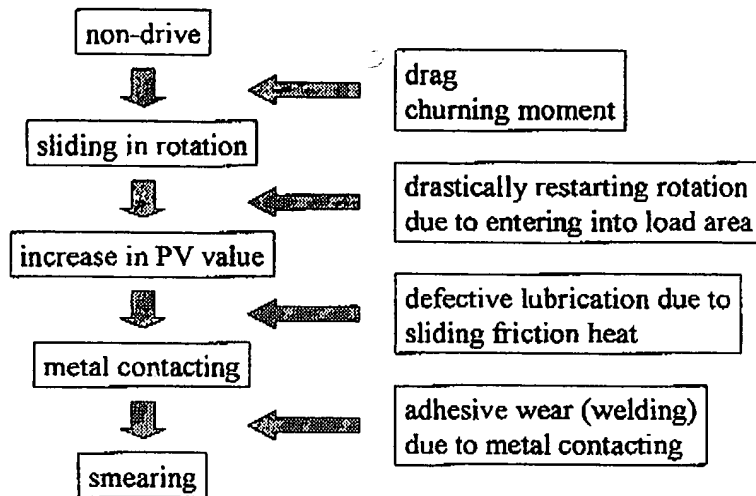 non-drive
drag
churning moment
sliding in rotation
drastically restarting rotation
due to entering into load area
increase in PV value
defective lubrication due to
sliding friction heat
metal contacting
adhesive wear (welding)
due to metal contacting
smearing